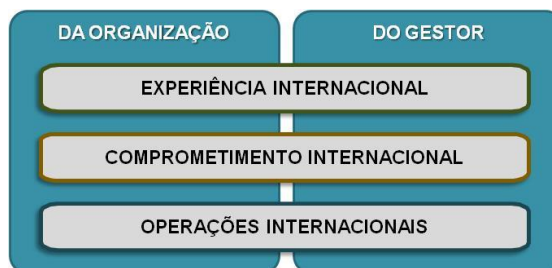 DA ORGANIZAÇÃO
DO GESTOR
EXPERIÊNCIA INTERNACIONAL
COMPROMETIMENTO INTERNACIONAL
OPERAÇÕES INTERNACIONAIS